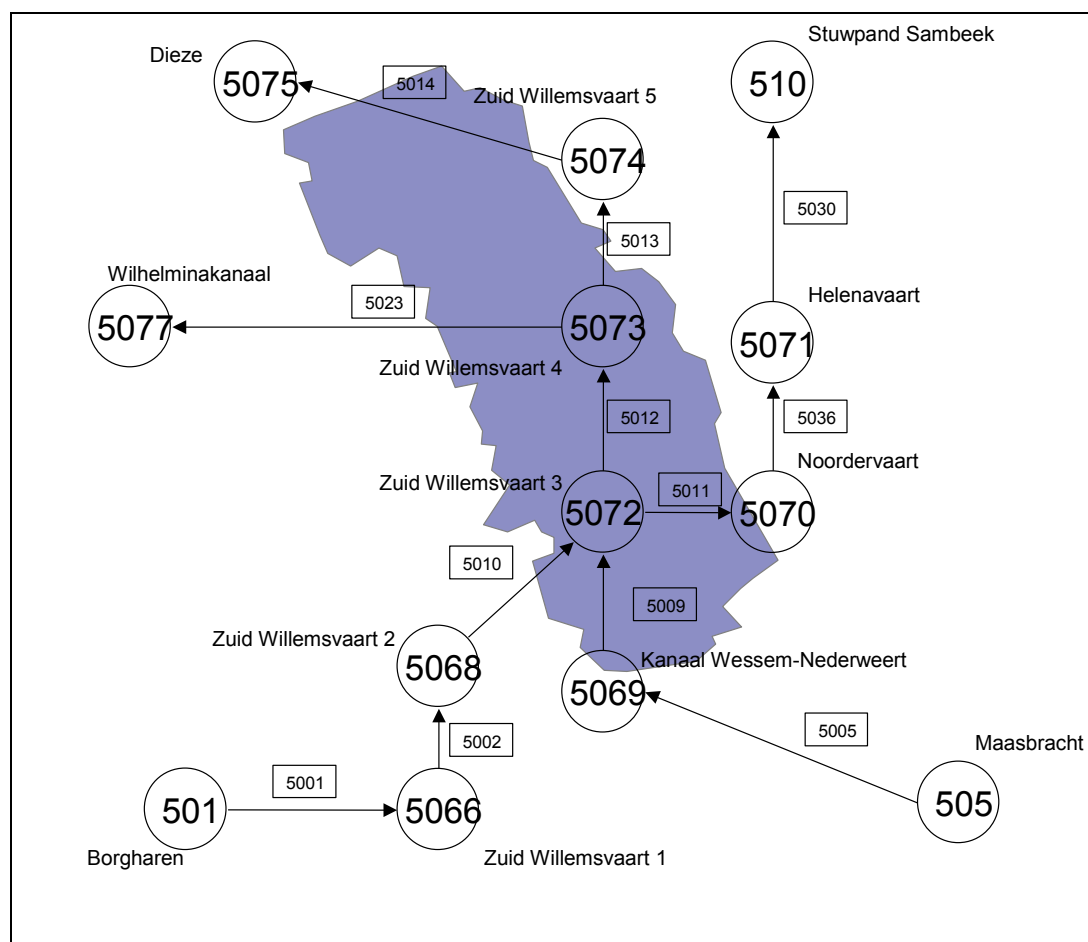 Stuwpand Sambeek
Dieze
5075
5014
Zuid Willemsvaart 5
510
5074
5030
5013
Wilhelminakanaal
5023
Helenavaart
5077
5073
5071
Zuid Willemsvaart 4
5012
5036
Zuid Willemsvaart 3
5011
Noordervaart
5072
5070
5010
5009
Zuid Willemsvaart 2
Kanaal Wessem-Nederweert
5068
5069
5002
5005
Maasbracht
5001
501
5066
505
Borgharen
Zuid Willemsvaart 1